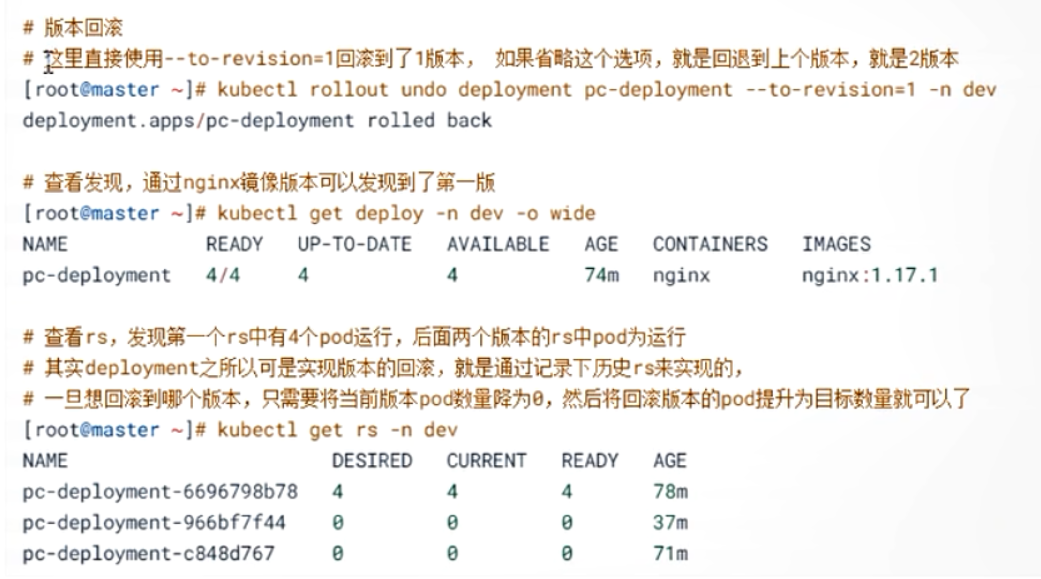 # 版本回滚
# 这里直接使用--to-revision=1回滚到了1版本， 如果省略这个选项，就是回退到上个版本，就是2版本
[root@master ~]# kubectl rollout undo deployment pc-deployment --to-revision=1 -n dev
deployment.apps/pc-deployment rolled back
# 查看发现，通过nginx镜像版本可以发现到了第一版
[root@master ~]# kubectl get deploy -n dev -o wide
NAME READY UP-TO-DATE AVAILABLE AGE CONTAINERS IMAGES
pc-deployment 4/4 4 4 74m nginx nginx:1.17.1
# 查看rs，发现第一个rs中有4个pod运行，后面两个版本的rs中pod为运行
# 其实deployment之所以可是实现版本的回滚，就是通过记录下历史rs来实现的，
# 一旦想回滚到哪个版本，只需要将当前版本pod数量降为0，然后将回滚版本的pod提升为目标数量就可以了
[root@master ~]# kubectl get rs -n dev
NAME DESIRED CURRENT READY AGE
pc-deployment-6696798b78 4 4 4 78m
pc-deployment-966bf7f44 0 0 0 37m
pc-deployment-c848d767 0 0 0 71m